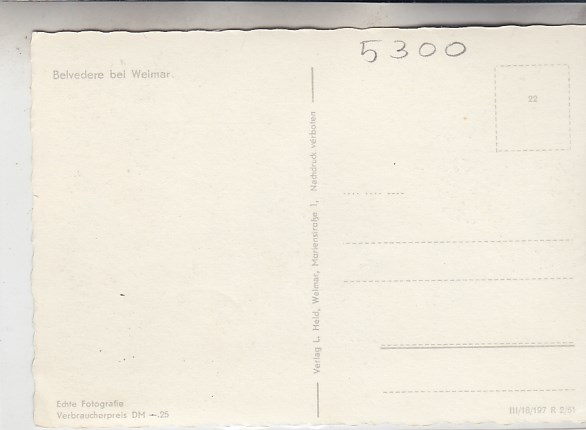 5300
Belvedere bei Weimar
22
Verlag L. Held, Weimar, Marienstraße 1, Nachdruck verboten
Echte Fotografie
Verbraucherpreis DM —.25
III/18/197 R 2/61